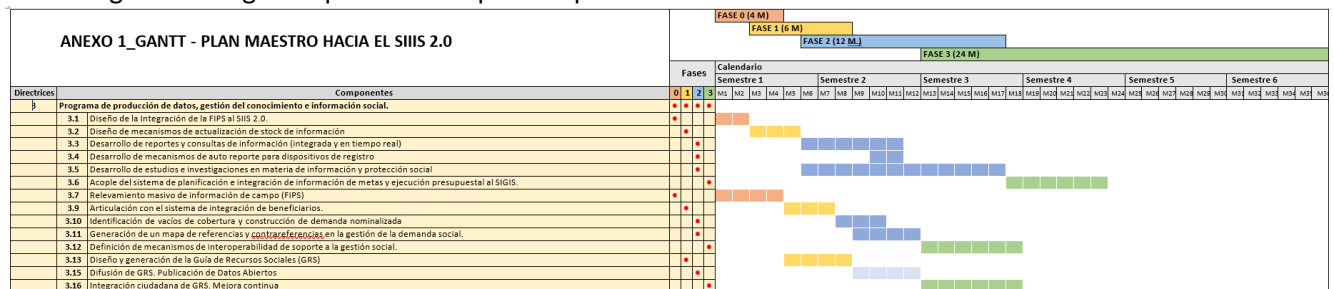 FASE 0 (4 M)
FASE 1 (6 M)
ANEXO 1_GANTT - PLAN MAESTRO HACIA EL SIIIS 2.0
FASE 2 (12 M.)
FASE 3 (24 M)
Fases
Calendario
Semestre 1 Semestre 2 Semestre 3 Semestre 4 Semestre 5 Semestre 6
Directrices Componentes 0 1 2 3 M1 M2 M3 M4 M5 M6 M7 M8 M9 M10 M11 M12 M13 M14 M15 M16 M17 M18 M19 M20 M21 M22 M23 M24 M25 M26 M27 M28 M29 M30 M31 M32 M33 M34 M35
3 Programa de producción de datos, gestión del conocimiento e información social.
3.1 Diseño de la Integración de la FIPS al SIIS 2.0.
3.2 Diseño de mecanismos de actualización de stock de información
3.3 Desarrollo de reportes y consultas de información (integrada y en tiempo real)
3.4 Desarrollo de mecanismos de auto reporte para dispositivos de registro
3.5 Desarrollo de estudios e investigaciones en materia de información y protección social
3.6 Acople del sistema de planificación e integración de información de metas y ejecución presupuestal al SIGIS.
3.7 Relevamiento masivo de información de campo (FIPS)
3.9 Articulación con el sistema de integración de beneficiarios.
3.10 Identificación de vacíos de cobertura y construcción de demanda nominalizada
3.11 Generación de un mapa de referencias y contrareferencias en la gestión de la demanda social.
3.12 Definición de mecanismos de interoperabilidad de soporte a la gestión social.
3.13 Diseño y generación de la Guía de Recursos Sociales (GRS)
3.15 Difusión de GRS. Publicación de Datos Abiertos
3.16 Integración ciudadana de GRS. Mejora continua